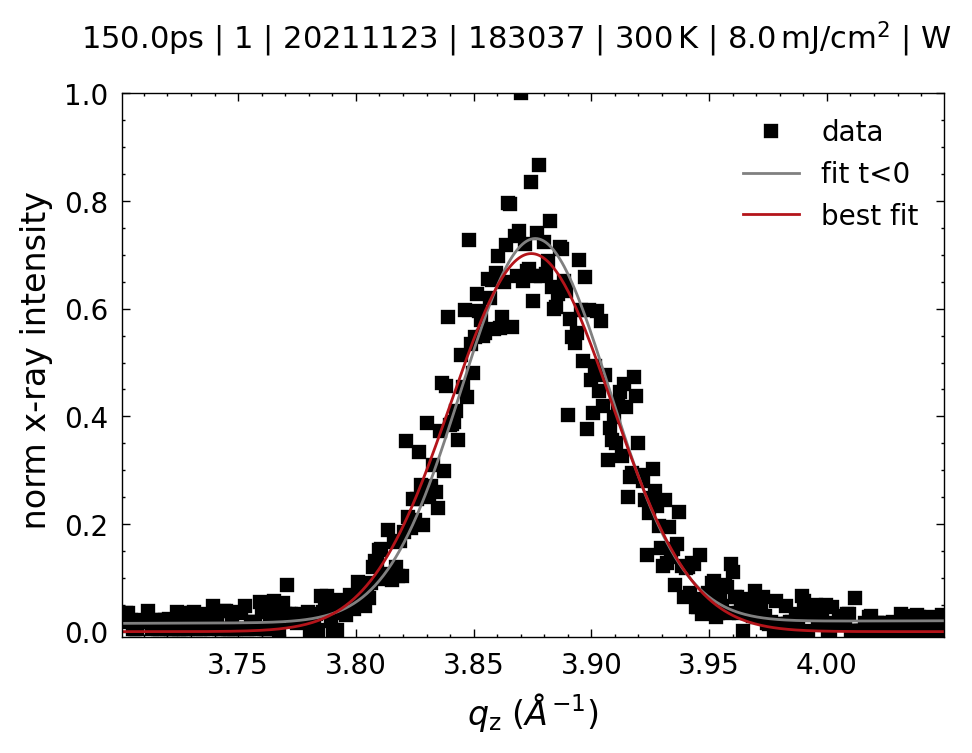 150.0ps | 1 | 20211123 | 183037 | 300 K | 8.0 mJ/cm² | W
1.0
0.8
0.6
0.4
0.2
0.0
norm x-ray intensity
data
fit t<0
best fit
3.75 3.80 3.85 3.90 3.95 4.00
q_z (Å⁻¹)